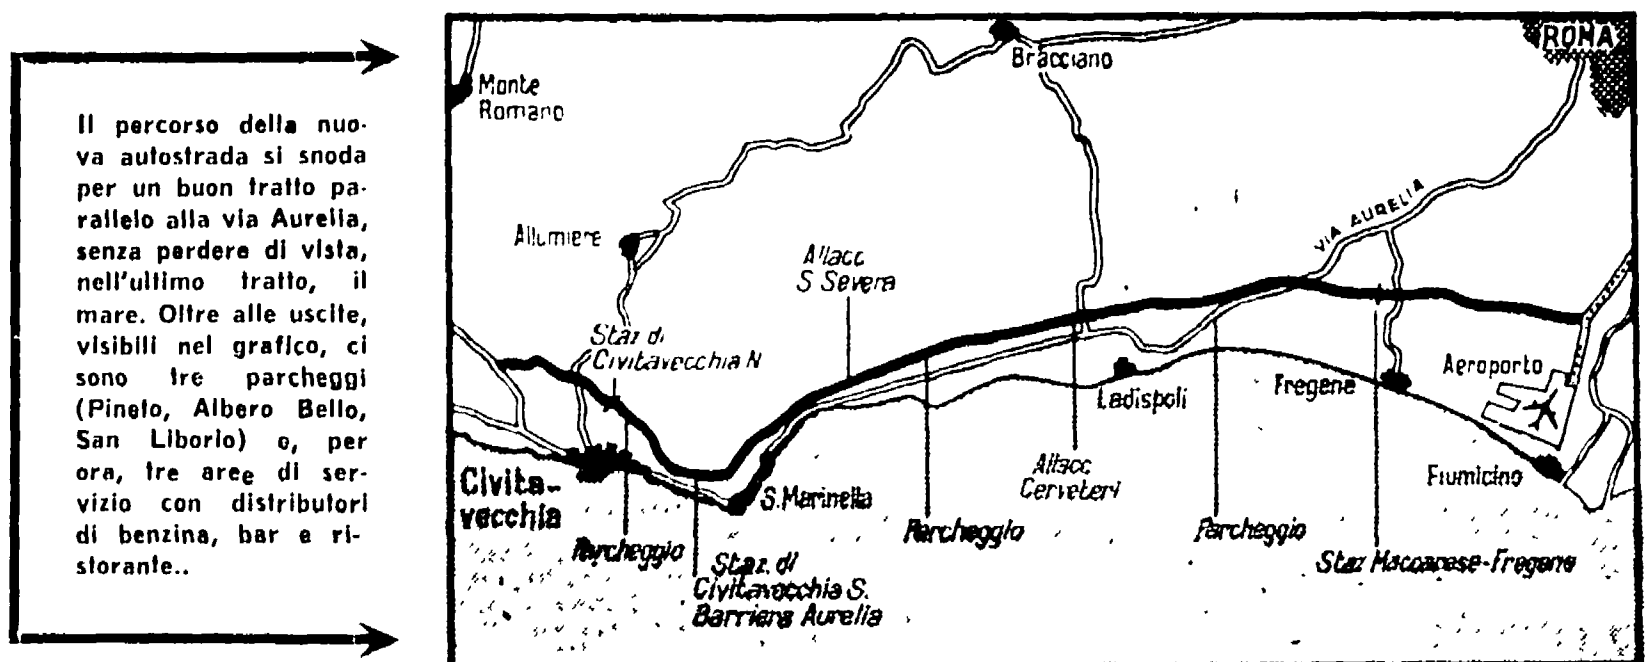 Il percorso della nuo-
va autostrada si snoda
per un buon tratto pa-
rallelo alla via Aurelia,
senza perdere di vista,
nell'ultimo tratto, il
mare. Oltre alle uscite,
visibili nel grafico, ci
sono tre parcheggi
(Pineto, Albero Bello,
San Liborio) e, per
ora, tre aree di ser-
vizio con distributori
di benzina, bar e ri-
storante..
ROMA
Bracciano
Monte
Romano
VIA AURELIA
Allumiere
Allacc
S Severa
Staz di
Civitavecchia N
Aeroporto
Fregene
Ladispoli
Allacc
Cerveteri
Fiumicino
Civita-
vecchia
S. Marinella
Parcheggio
Parcheggio
Parcheggio
Staz Maccarese-Fregene
Staz. di
Civitavecchia S.
Barriera Aurelia